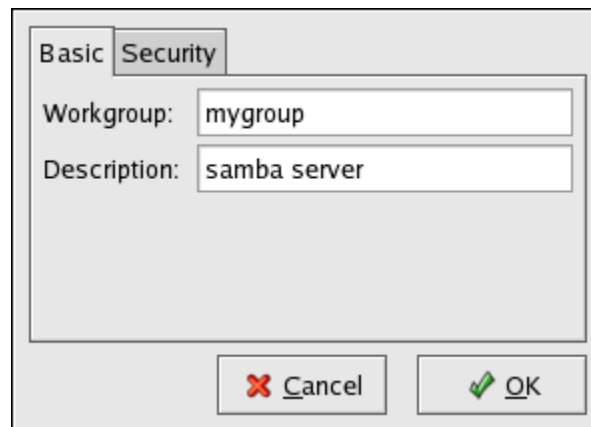 Basic Security
Workgroup: mygroup
Description: samba server
Cancel OK